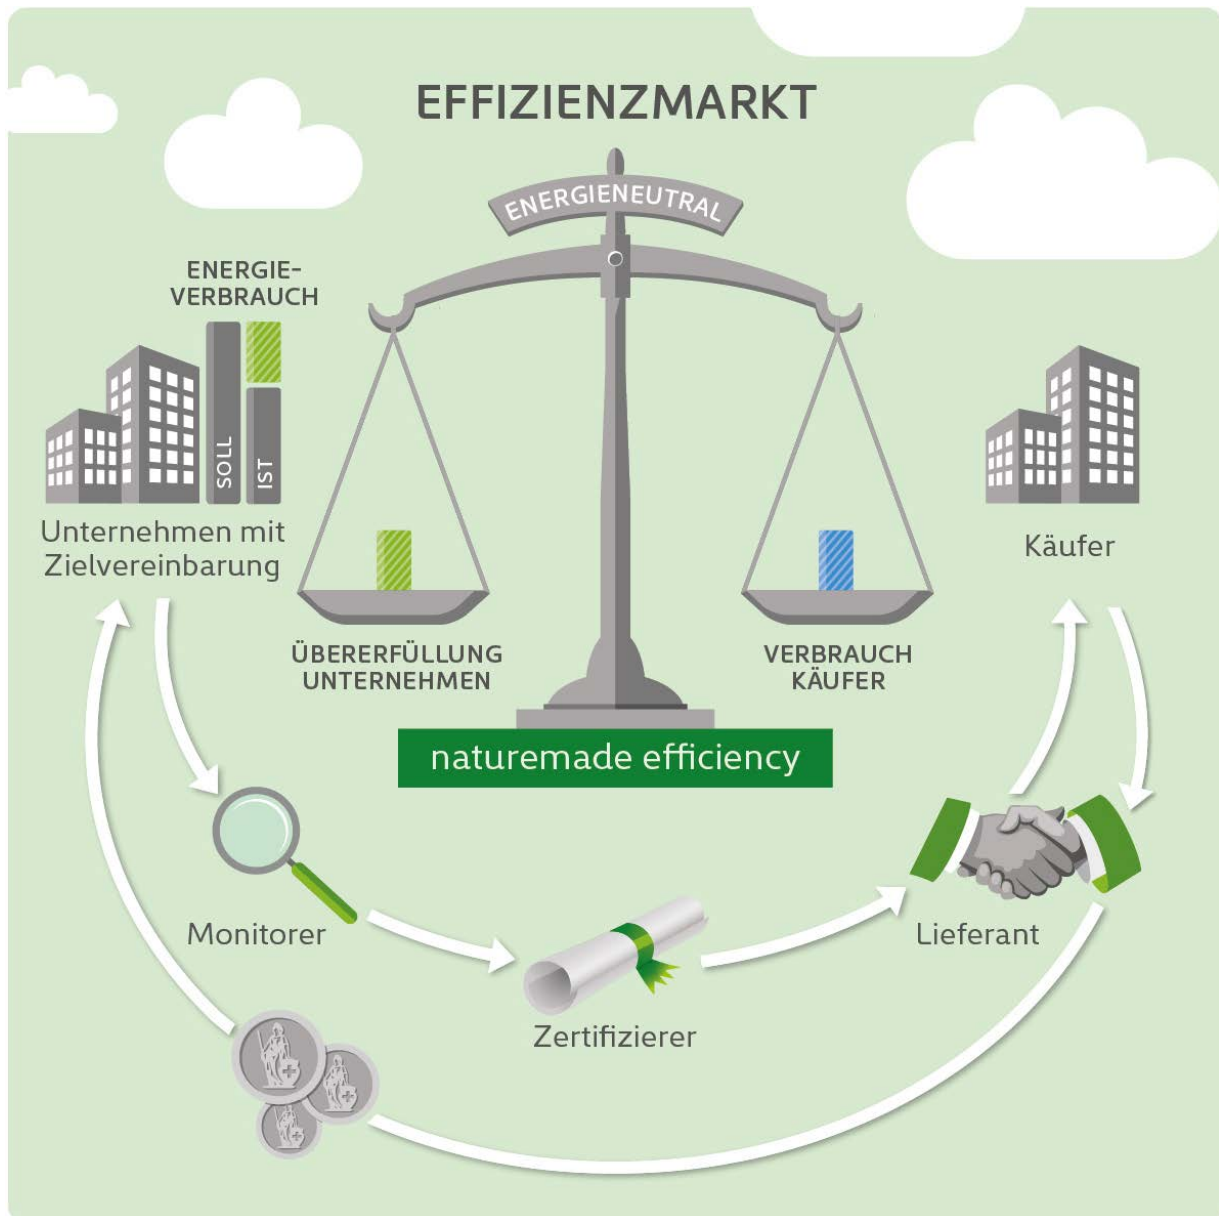 EFFIZIENZMARKT
ENERGIENEUTRAL
ENERGIE-
VERBRAUCH
SOLL
IST
Unternehmen mit
Zielvereinbarung
Käufer
ÜBERERFÜLLUNG
UNTERNEHMEN
VERBRAUCH
KÄUFER
naturemade efficiency
Monitorer
Lieferant
Zertifizierer